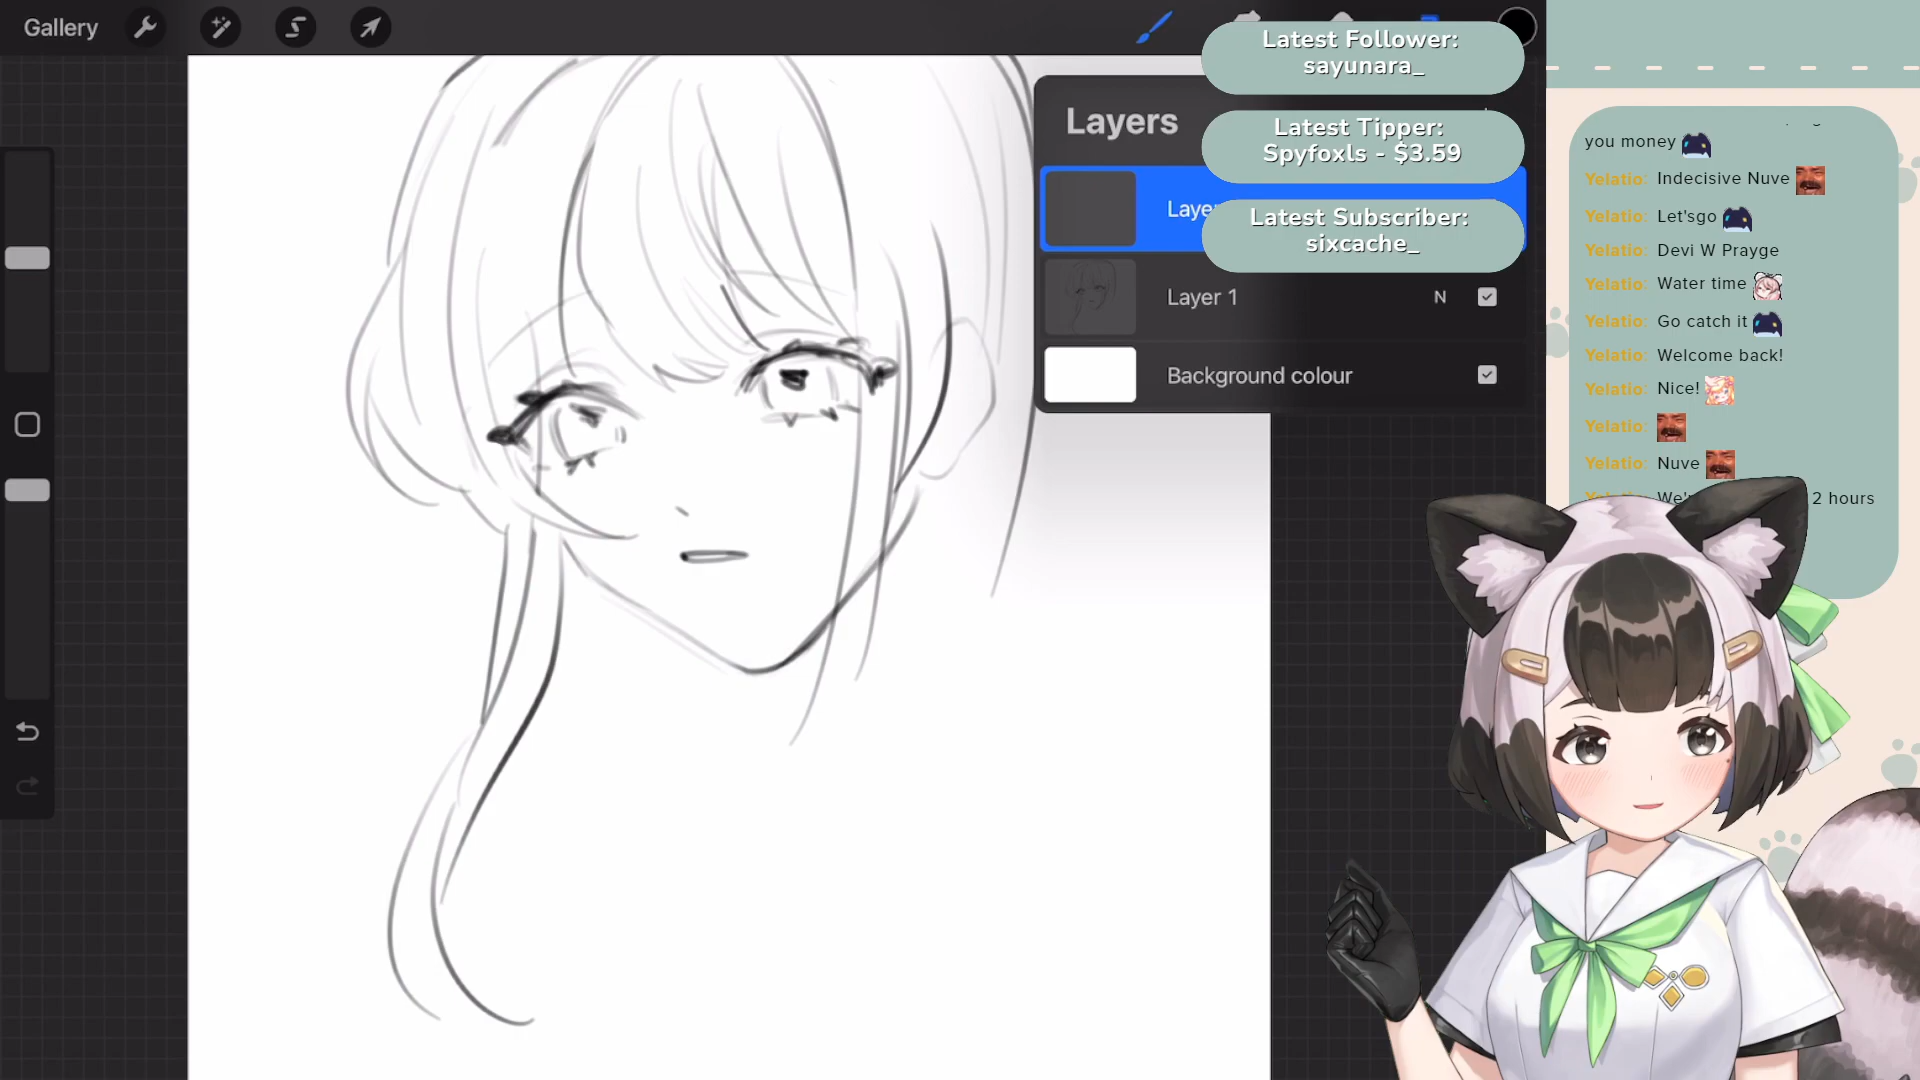 Gallery
Latest Follower:
sayunara_
Layers
Latest Tipper:
Spyfoxls - $3.59
Latest Subscriber:
sixcache_
Layer 1
N
Background colour
you money
Yelatio: Indecisive Nuve
Yelatio: Let'sgo
Yelatio: Devi W Prayge
Yelatio: Water time
Yelatio: Go catch it
Yelatio: Welcome back!
Yelatio: Nice!
Yelatio:
Yelatio: Nuve
2 hours